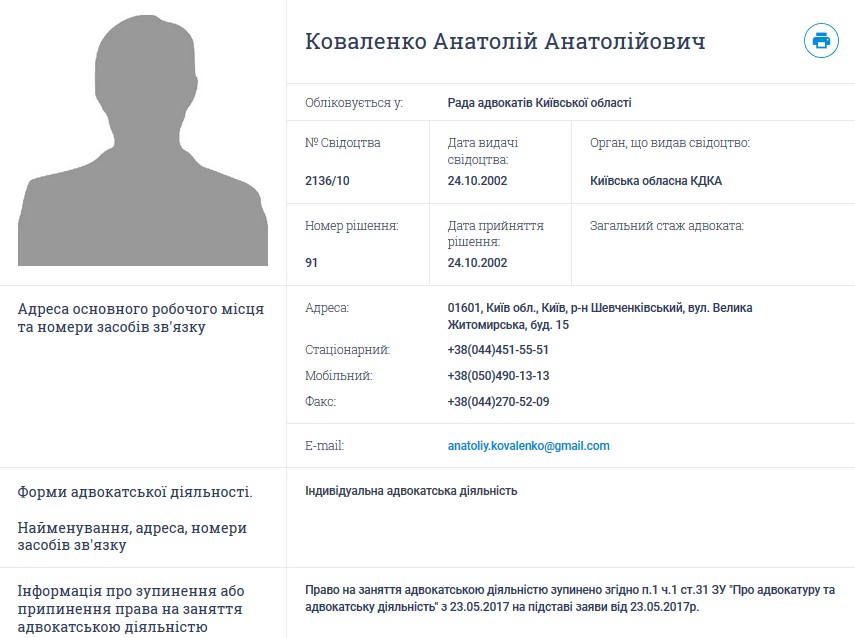 Коваленко Анатолій Анатолійович
Обліковується у:
Рада адвокатів Київської області
№ Свідоцтва
2136/10
Дата видачі
свідоцтва:
24.10.2002
Орган, що видав свідоцтво:
Київська обласна КДКА
Номер рішення:
91
Дата прийняття
рішення:
24.10.2002
Загальний стаж адвоката:
Адреса основного робочого місця
та номери засобів зв'язку
Адреса:
01601, Київ обл., Київ, р-н Шевченківський, вул. Велика
Житомирська, буд. 15
Стаціонарний:
+38(044)451-55-51
Мобільний:
+38(050)490-13-13
Факс:
+38(044)270-52-09
E-mail:
anatoliy.kovalenko@gmail.com
Форми адвокатської діяльності.
Найменування, адреса, номери
засобів зв'язку
Індивідуальна адвокатська діяльність
Інформація про зупинення або
припинення права на заняття
адвокатською діяльністю
Право на заняття адвокатською діяльністю зупинено згідно п.1 ч.1 ст.31 ЗУ "Про адвокатуру та
адвокатську діяльність" з 23.05.2017 на підставі заяви від 23.05.2017р.